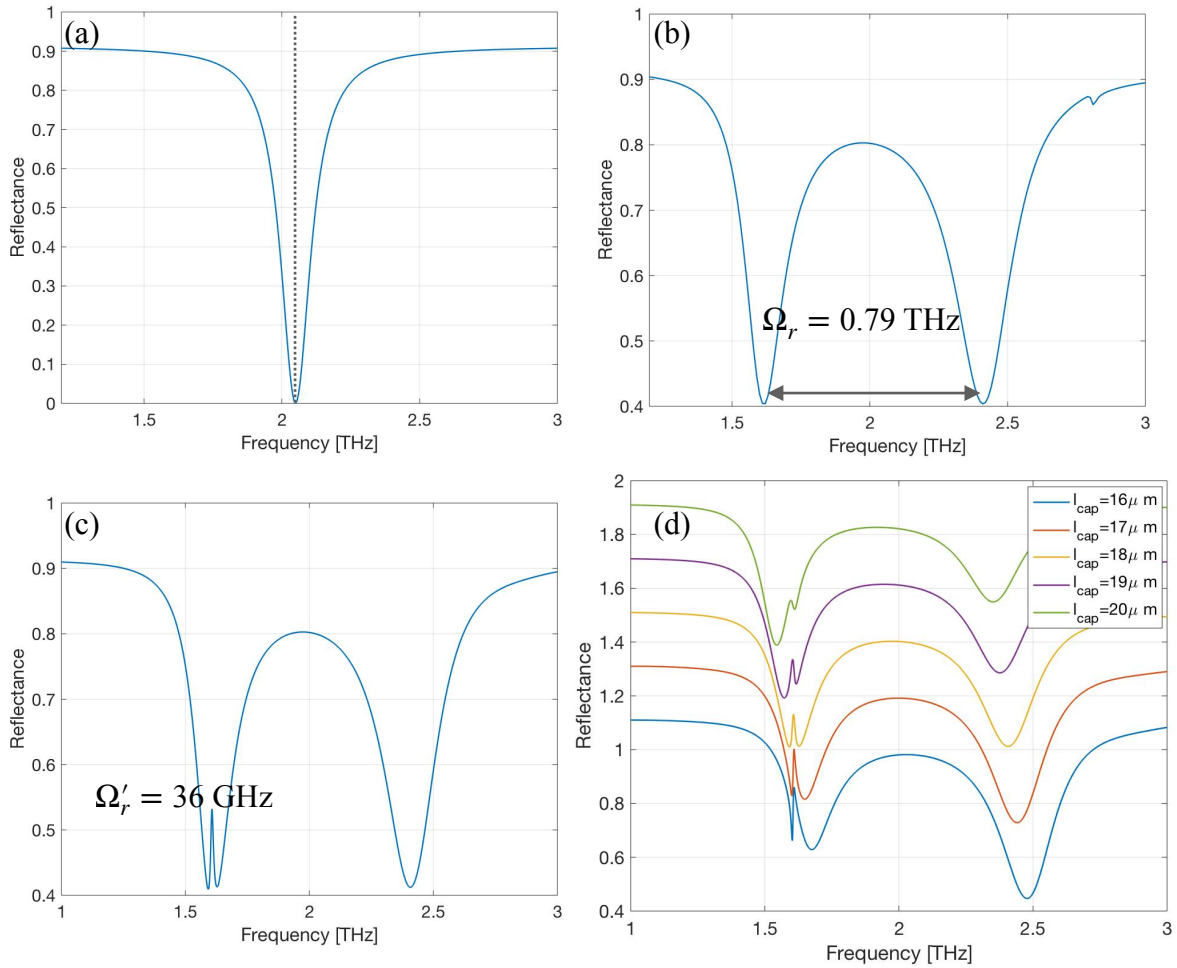 (a)
1
0.9
0.8
0.7
0.6
0.5
0.4
0.3
0.2
0.1
0
Reflectance
1.5
2
2.5
3
Frequency [THz]
(b)
1
0.9
0.8
0.7
0.6
0.5
0.4
Reflectance
Ωr = 0.79 THz
1.5
2
2.5
3
Frequency [THz]
(c)
1
0.9
0.8
0.7
0.6
0.5
0.4
Reflectance
Ω′r = 36 GHz
1
1.5
2
2.5
3
Frequency [THz]
(d)
2
1.8
1.6
1.4
1.2
1
0.8
0.6
0.4
Reflectance
lcap=16μ m
lcap=17μ m
lcap=18μ m
lcap=19μ m
lcap=20μ m
1
1.5
2
2.5
3
Frequency [THz]